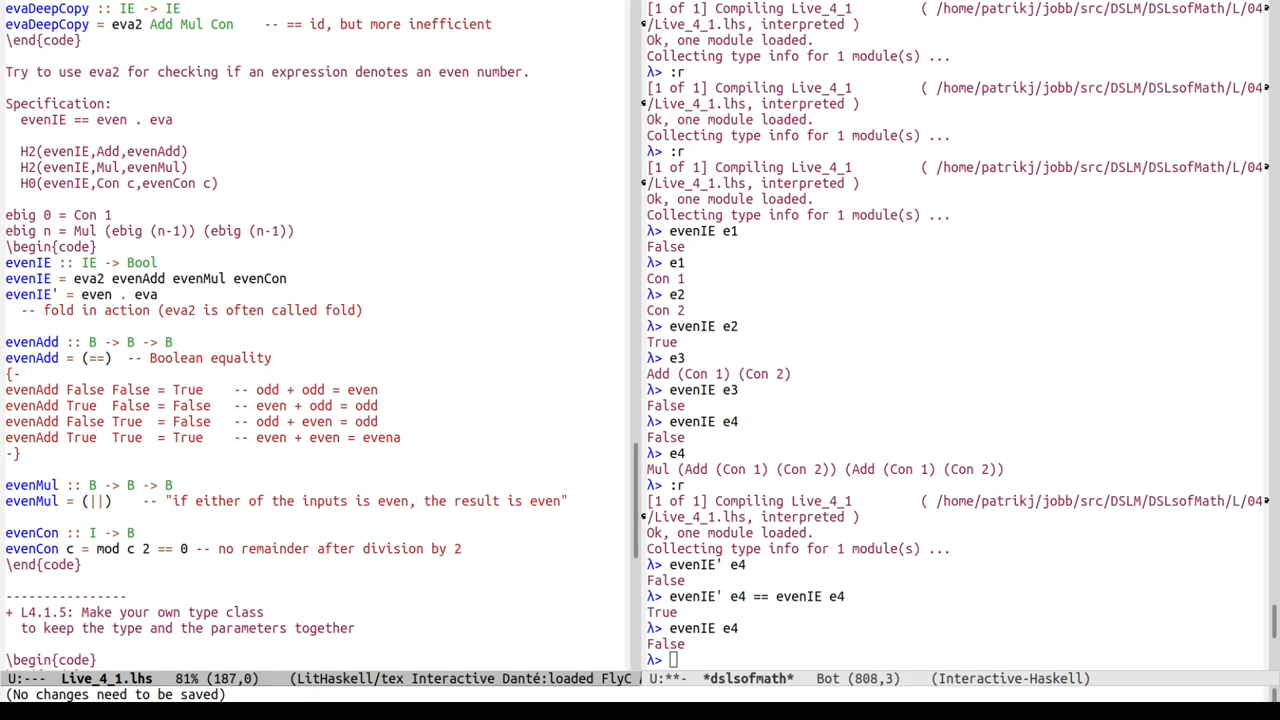 evaDeepCopy :: IE -> IE
evaDeepCopy = eva2 Add Mul Con    -- == id, but more inefficient
\end{code}

Try to use eva2 for checking if an expression denotes an even number.

Specification:
  evenIE == even . eva

  H2(evenIE,Add,evenAdd)
  H2(evenIE,Mul,evenMul)
  H0(evenIE,Con c,evenCon c)

ebig 0 = Con 1
ebig n = Mul (ebig (n-1)) (ebig (n-1))
\begin{code}
evenIE :: IE -> Bool
evenIE = eva2 evenAdd evenMul evenCon
evenIE' = even . eva
  -- fold in action (eva2 is often called fold)

evenAdd :: B -> B -> B
evenAdd = (==)  -- Boolean equality
{-
evenAdd False False = True    -- odd + odd = even
evenAdd True  False = False   -- even + odd = odd
evenAdd False True  = False   -- odd + even = odd
evenAdd True  True  = True    -- even + even = evena
-}

evenMul :: B -> B -> B
evenMul = (||)   -- "if either of the inputs is even, the result is even"

evenCon :: I -> B
evenCon c = mod c 2 == 0 -- no remainder after division by 2
\end{code}

---------------
+ L4.1.5: Make your own type class
  to keep the type and the parameters together

\begin{code}
U:---  Live_4_1.lhs   81% (187,0)    (LitHaskell/tex Interactive Danté:loaded FlyC
(No changes need to be saved)
[1 of 1] Compiling Live_4_1         ( /home/patrikj/jobb/src/DSLM/DSLsofMath/L/04
/Live_4_1.lhs, interpreted )
Ok, one module loaded.
Collecting type info for 1 module(s) ...
λ> :r
[1 of 1] Compiling Live_4_1         ( /home/patrikj/jobb/src/DSLM/DSLsofMath/L/04
/Live_4_1.lhs, interpreted )
Ok, one module loaded.
Collecting type info for 1 module(s) ...
λ> :r
[1 of 1] Compiling Live_4_1         ( /home/patrikj/jobb/src/DSLM/DSLsofMath/L/04
/Live_4_1.lhs, interpreted )
Ok, one module loaded.
Collecting type info for 1 module(s) ...
λ> evenIE e1
False
λ> e1
Con 1
λ> e2
Con 2
λ> evenIE e2
True
λ> e3
Add (Con 1) (Con 2)
λ> evenIE e3
False
λ> evenIE e4
False
λ> e4
Mul (Add (Con 1) (Con 2)) (Add (Con 1) (Con 2))
λ> :r
[1 of 1] Compiling Live_4_1         ( /home/patrikj/jobb/src/DSLM/DSLsofMath/L/04
/Live_4_1.lhs, interpreted )
Ok, one module loaded.
Collecting type info for 1 module(s) ...
λ> evenIE' e4
False
λ> evenIE' e4 == evenIE e4
True
λ> evenIE e4
False
λ>
U:**-  *dslsofmath*   Bot (808,3)    (Interactive-Haskell)